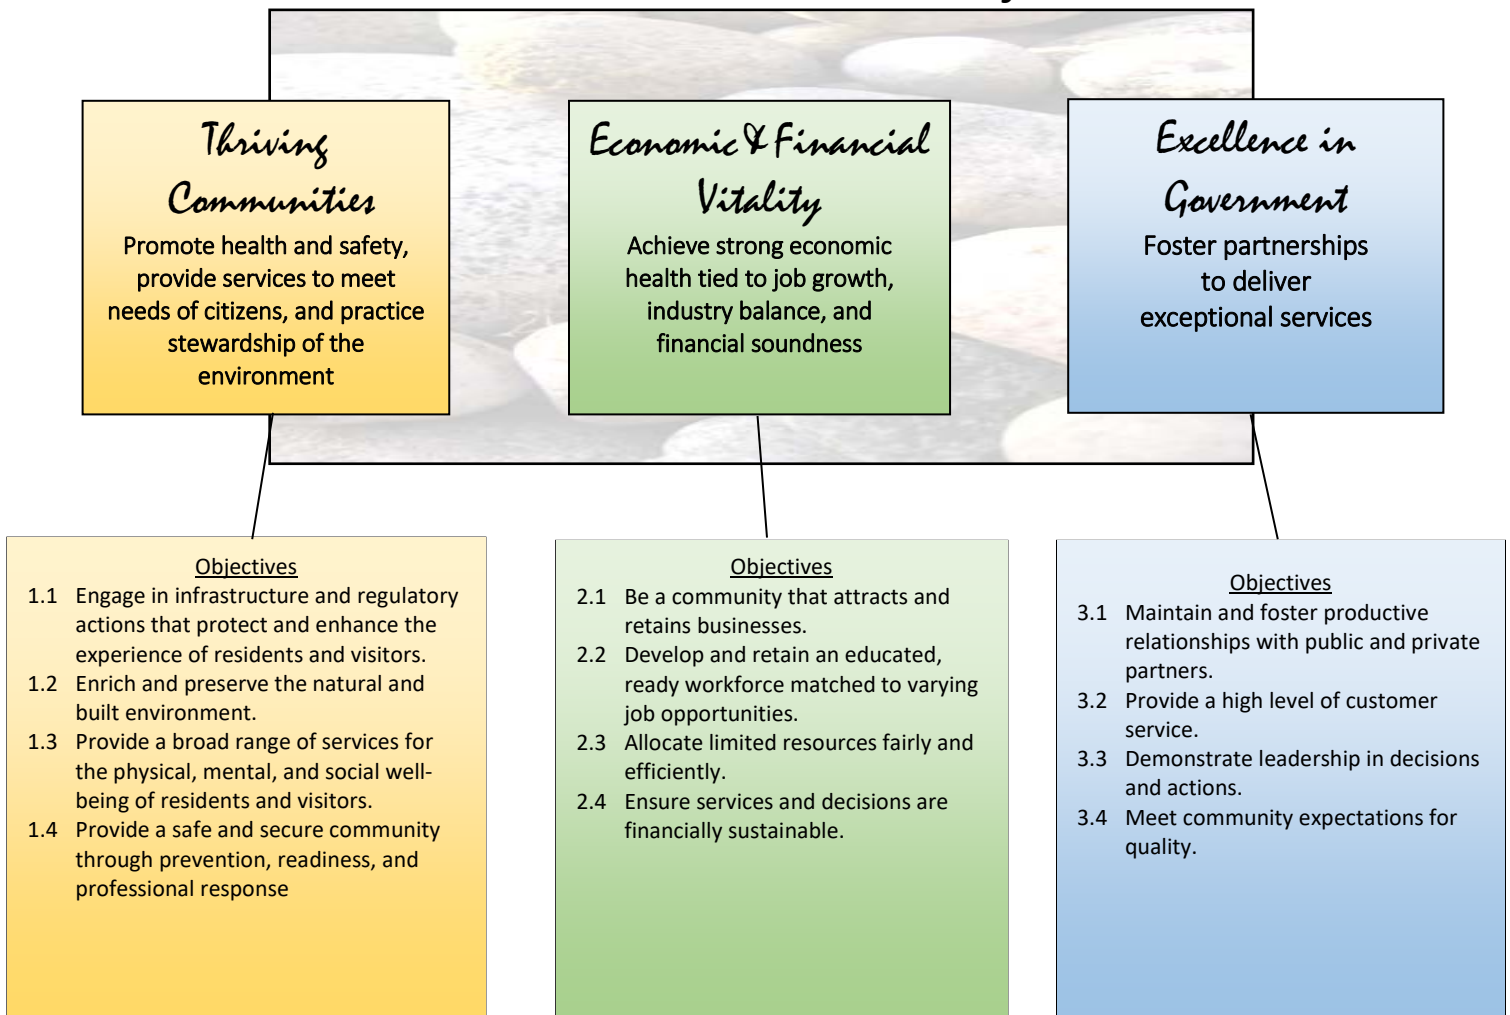 Thriving
Communities
Promote health and safety,
provide services to meet
needs of citizens, and practice
stewardship of the
environment
Economic & Financial
Vitality
Achieve strong economic
health tied to job growth,
industry balance, and
financial soundness
Excellence in
Government
Foster partnerships
to deliver
exceptional services
Objectives
1.1 Engage in infrastructure and regulatory
actions that protect and enhance the
experience of residents and visitors.
1.2 Enrich and preserve the natural and
built environment.
1.3 Provide a broad range of services for
the physical, mental, and social well-
being of residents and visitors.
1.4 Provide a safe and secure community
through prevention, readiness, and
professional response
Objectives
2.1 Be a community that attracts and
retains businesses.
2.2 Develop and retain an educated,
ready workforce matched to varying
job opportunities.
2.3 Allocate limited resources fairly and
efficiently.
2.4 Ensure services and decisions are
financially sustainable.
Objectives
3.1 Maintain and foster productive
relationships with public and private
partners.
3.2 Provide a high level of customer
service.
3.3 Demonstrate leadership in decisions
and actions.
3.4 Meet community expectations for
quality.